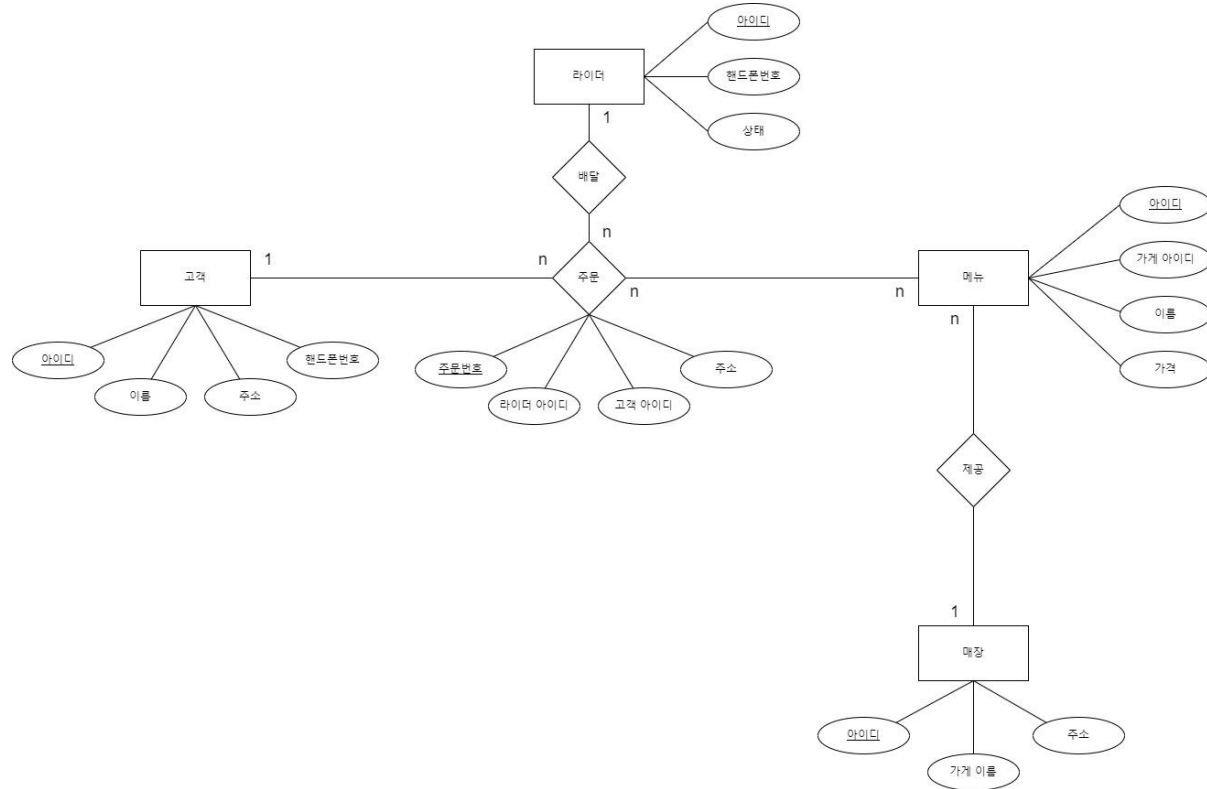 아이디
라이더
핸드폰번호
1
상태
배달
n
아이디
고객
1
n
주문
n
n
메뉴
가게 아이디
n
이름
아이디
핸드폰번호
이름
주소
주문번호
주소
라이더 아이디
고객 아이디
가격
제공
1
매장
아이디
주소
가게 이름